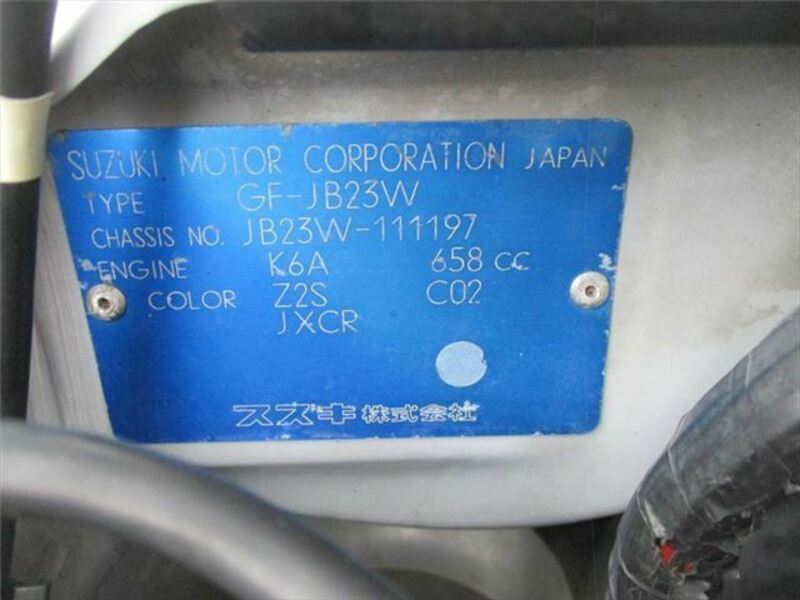 SUZUKI MOTOR CORPORATION JAPAN
TYPE GF-JB23W
CHASSIS NO. JB23W-111197
ENGINE K6A 658 CC
COLOR Z2S C02
JXCR
スズキ株式会社